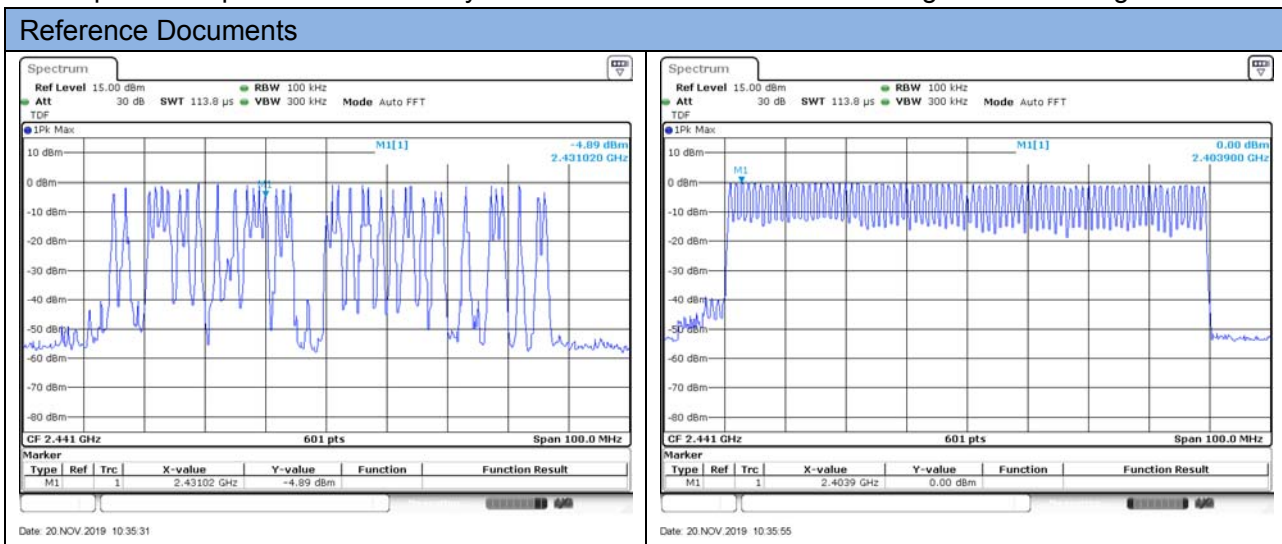 Reference Documents
Spectrum
Ref Level 15.00 dBm RBW 100 kHz
Att 30 dB SWT 113.8 µs VBW 300 kHz Mode Auto FFT
TDF
1Pk Max
M1[1] -4.89 dBm
2.431020 GHz
10 dBm
M1
0 dBm
-10 dBm
-20 dBm
-30 dBm
-40 dBm
-50 dBm
-60 dBm
-70 dBm
-80 dBm
CF 2.441 GHz 601 pts Span 100.0 MHz
Marker
Type Ref Trc X-value Y-value Function Function Result
M1 1 2.43102 GHz -4.89 dBm
Date: 20.NOV.2019 10:35:31
Spectrum
Ref Level 15.00 dBm RBW 100 kHz
Att 30 dB SWT 113.8 µs VBW 300 kHz Mode Auto FFT
TDF
1Pk Max
M1[1] 0.00 dBm
2.403900 GHz
10 dBm
M1
0 dBm
-10 dBm
-20 dBm
-30 dBm
-40 dBm
-50 dBm
-60 dBm
-70 dBm
-80 dBm
CF 2.441 GHz 601 pts Span 100.0 MHz
Marker
Type Ref Trc X-value Y-value Function Function Result
M1 1 2.4039 GHz 0.00 dBm
Date: 20.NOV.2019 10:35:55